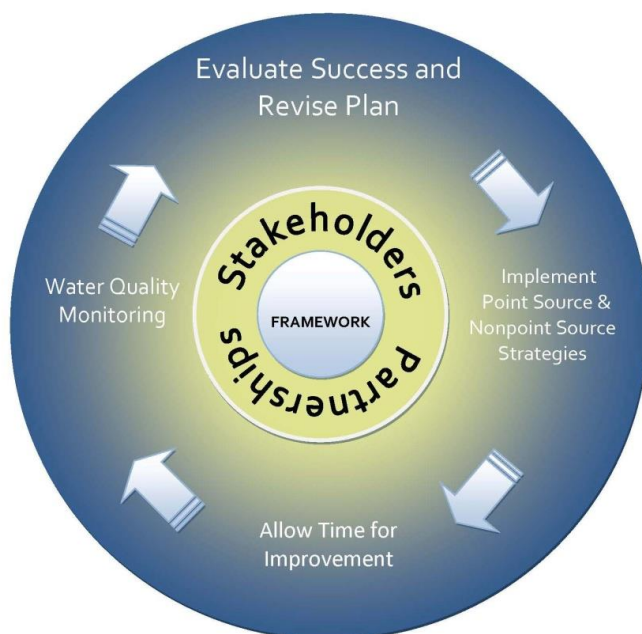 Evaluate Success and
Revise Plan
Implement
Point Source &
Nonpoint Source
Strategies
Allow Time for
Improvement
Water Quality
Monitoring
Stakeholders
Partnerships
FRAMEWORK